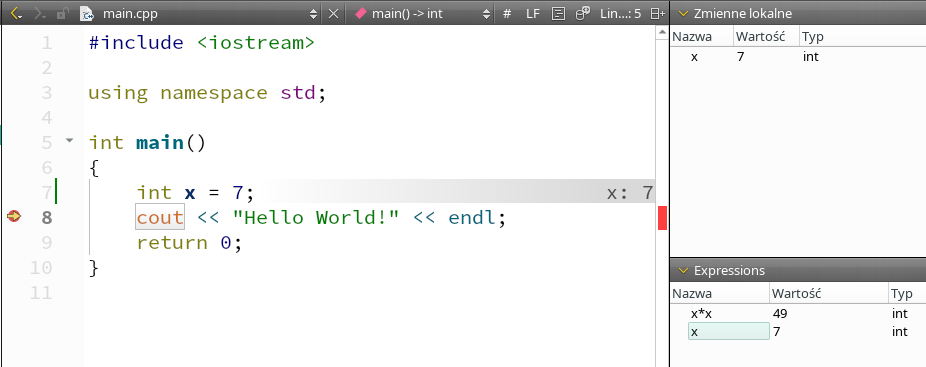 main.cpp main() -> int # LF Lin...: 5
1 #include <iostream>
2
3 using namespace std;
4
5 int main()
6 {
7 int x = 7; x: 7
8 cout << "Hello World!" << endl;
9 return 0;
10 }
11
Zmienne lokalne
Nazwa Wartość Typ
x 7 int
Expressions
Nazwa Wartość Typ
x*x 49 int
x 7 int